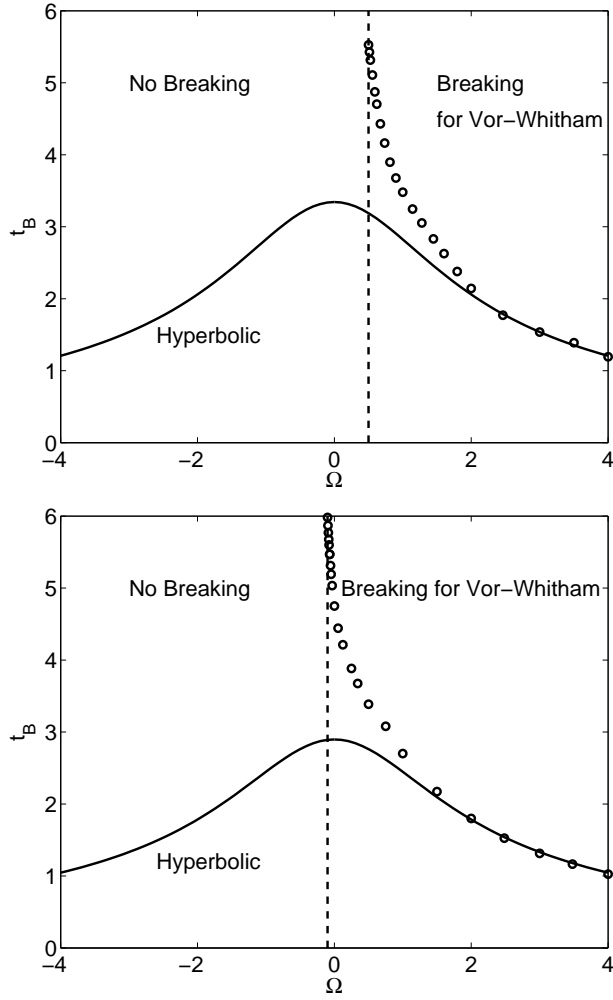 6
No Breaking
Breaking
5
for Vor−Whitham
4
t_B
3
2
Hyperbolic
1
0
−4
−2
0
2
4
Ω
6
No Breaking
Breaking for Vor−Whitham
5
4
t_B
3
2
Hyperbolic
1
0
−4
−2
0
2
4
Ω